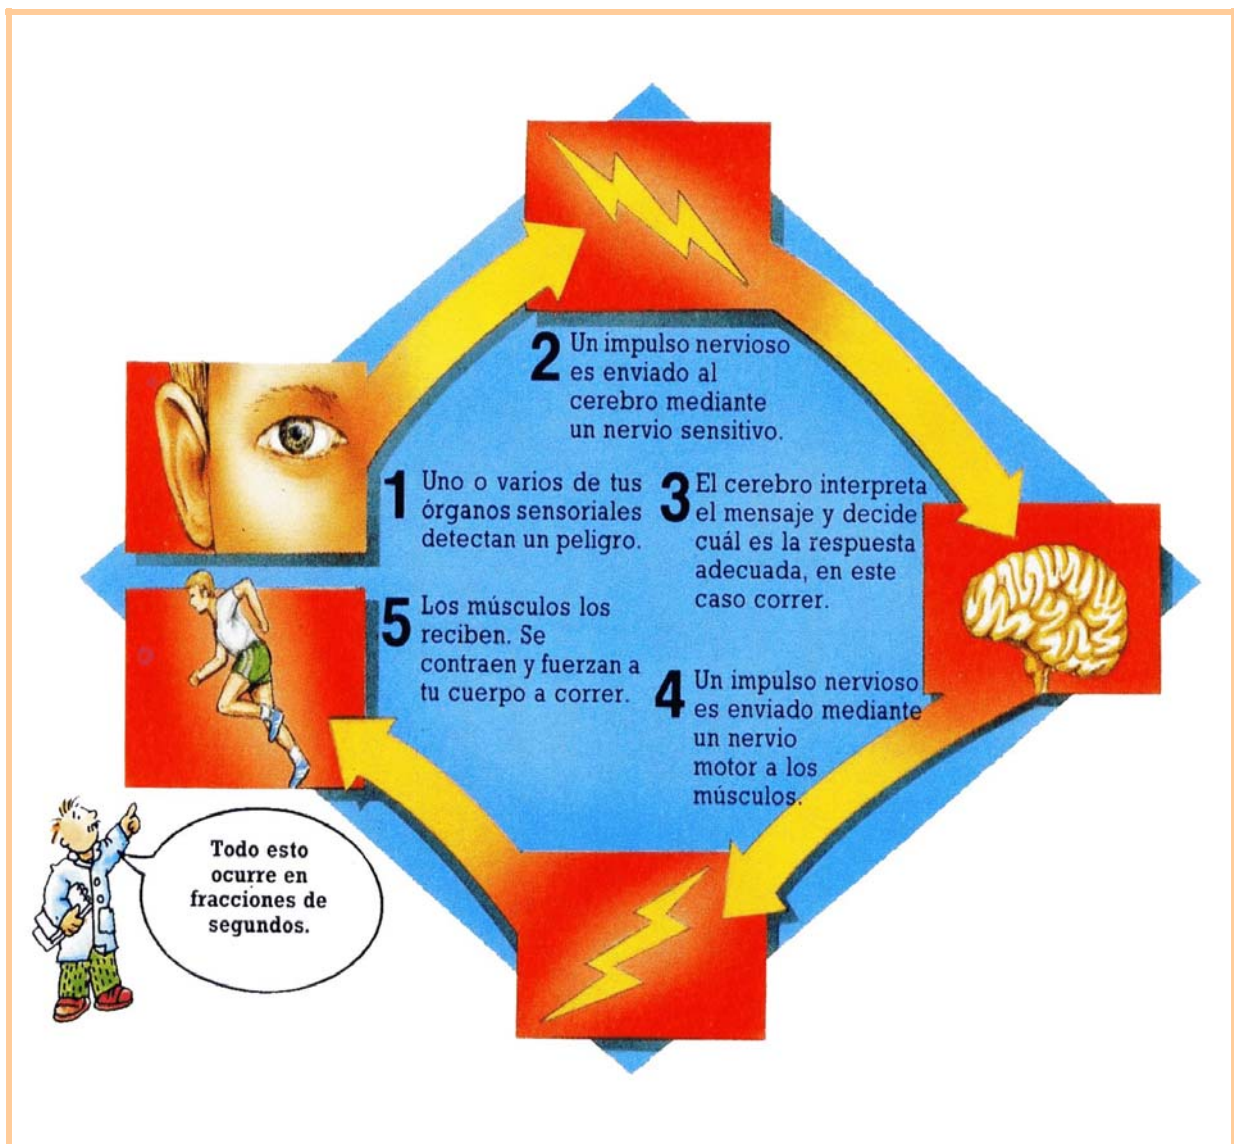 2 Un impulso nervioso
es enviado al
cerebro mediante
un nervio sensitivo.
1 Uno o varios de tus
órganos sensoriales
detectan un peligro.
3 El cerebro interpreta
el mensaje y decide
cuál es la respuesta
adecuada, en este
caso correr.
5 Los músculos los
reciben. Se
contraen y fuerzan a
tu cuerpo a correr.
4 Un impulso nervioso
es enviado mediante
un nervio
motor a los
músculos.
Todo esto
ocurre en
fracciones de
segundos.